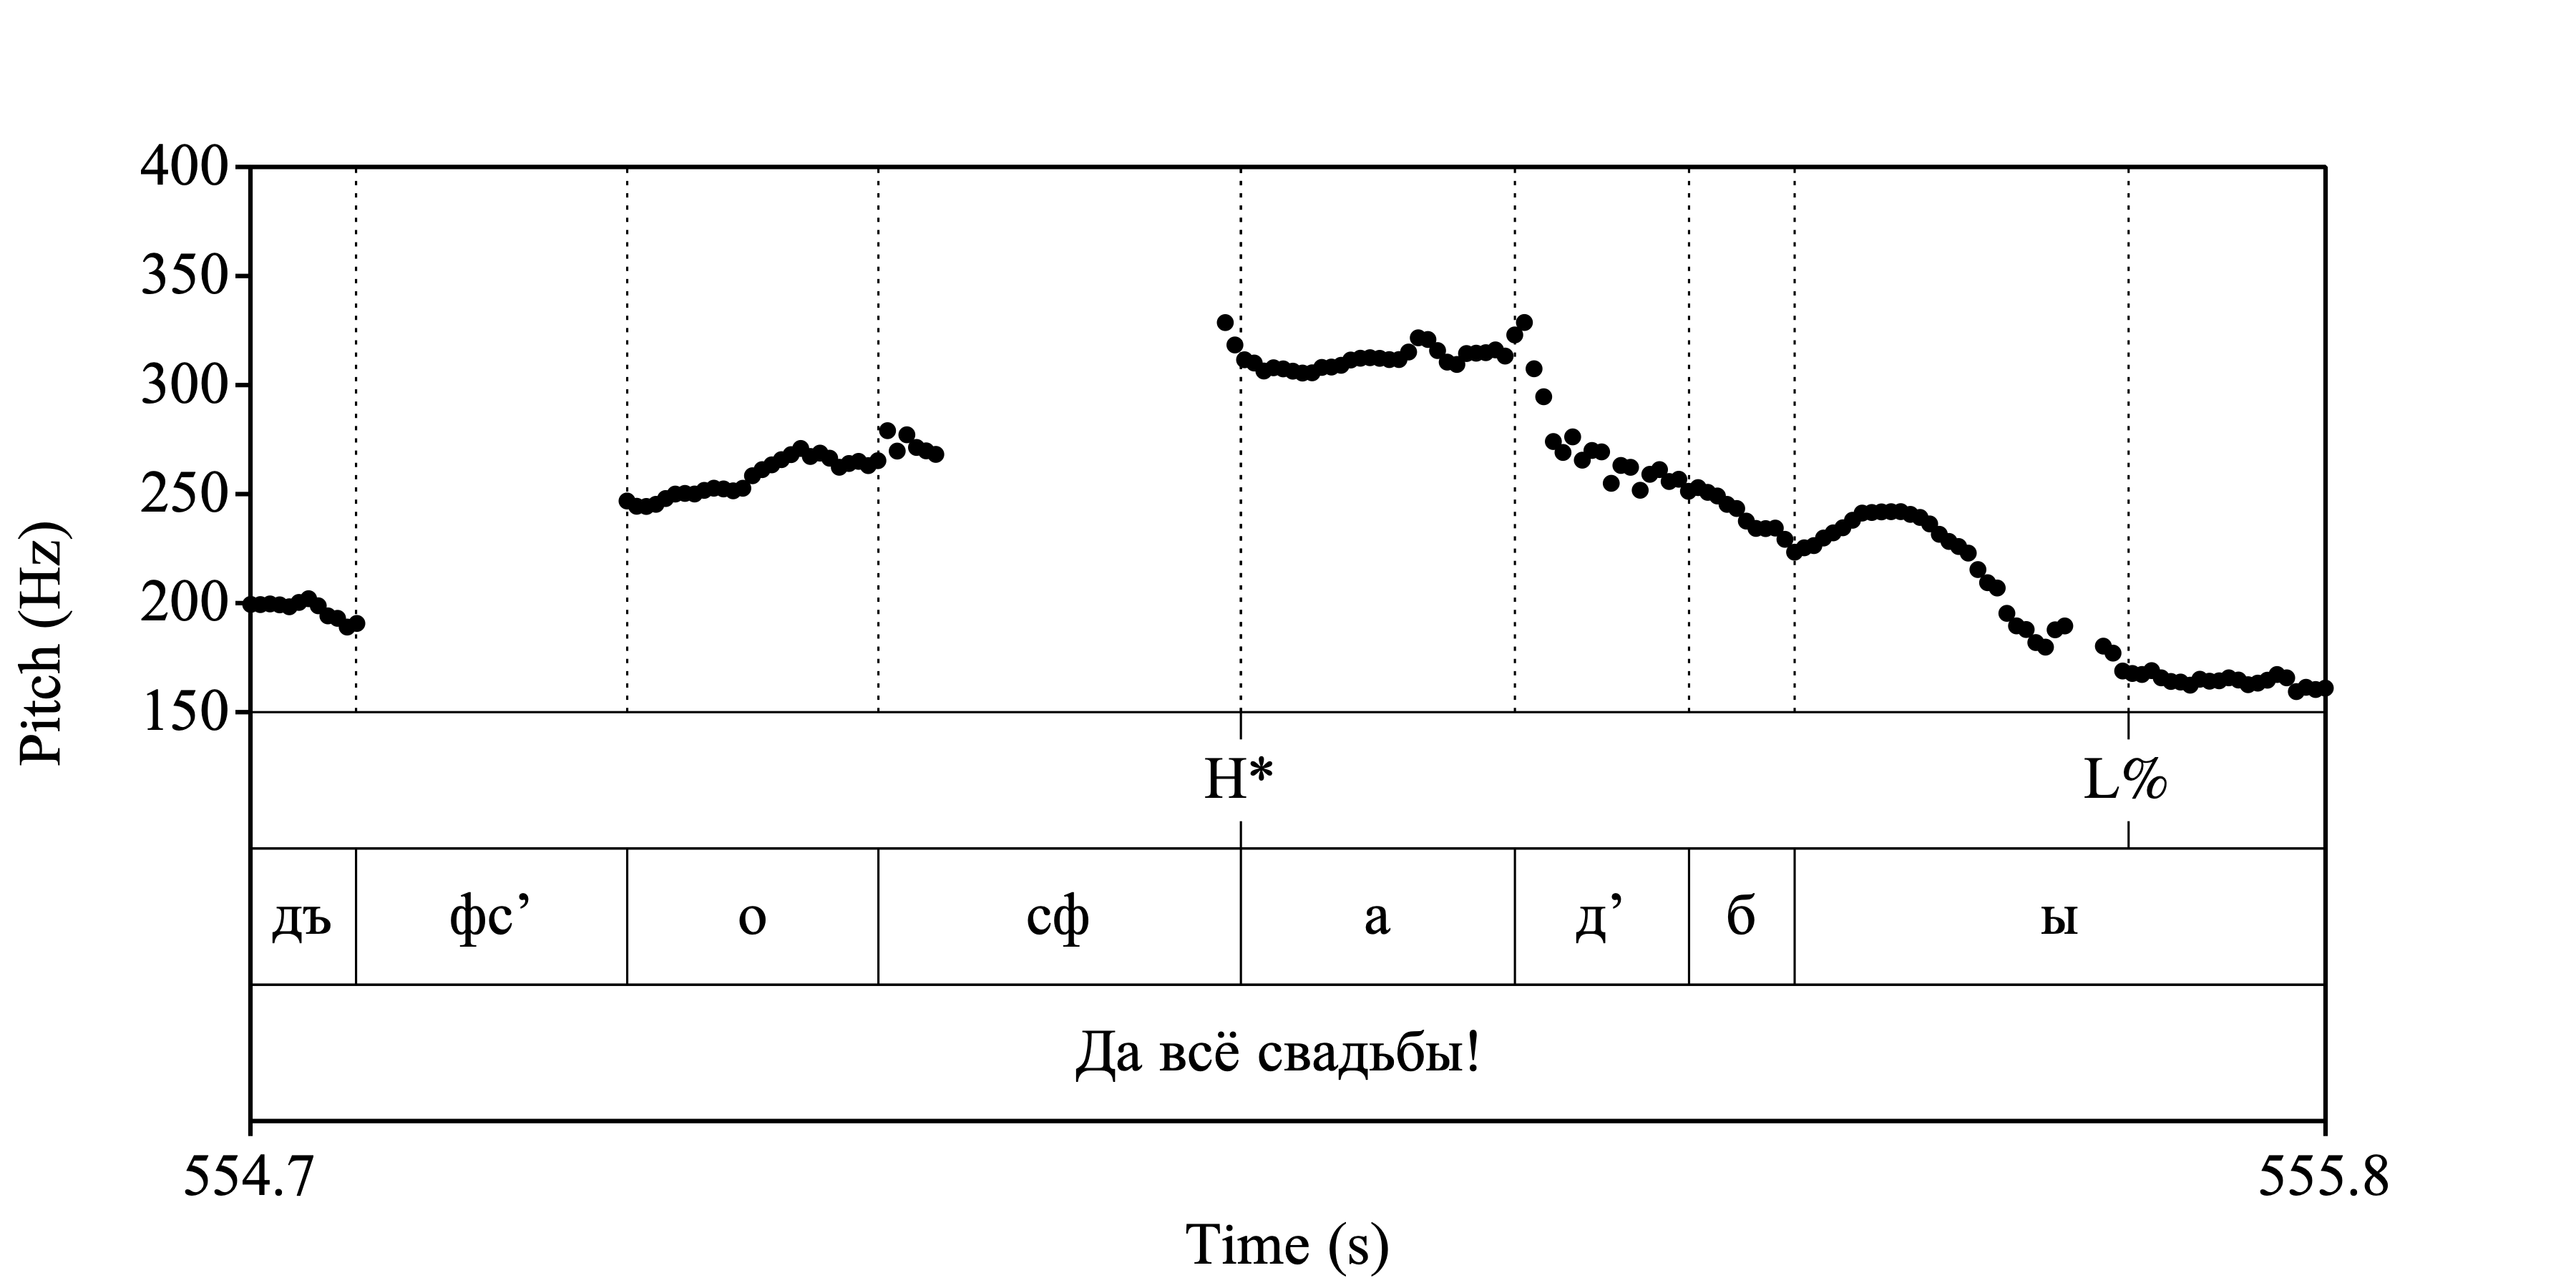 400
350
300
250
200
150
Pitch (Hz)
H* L%
дъ фс’ о сф а д’ б ы
Да всё свадьбы!
554.7 555.8
Time (s)